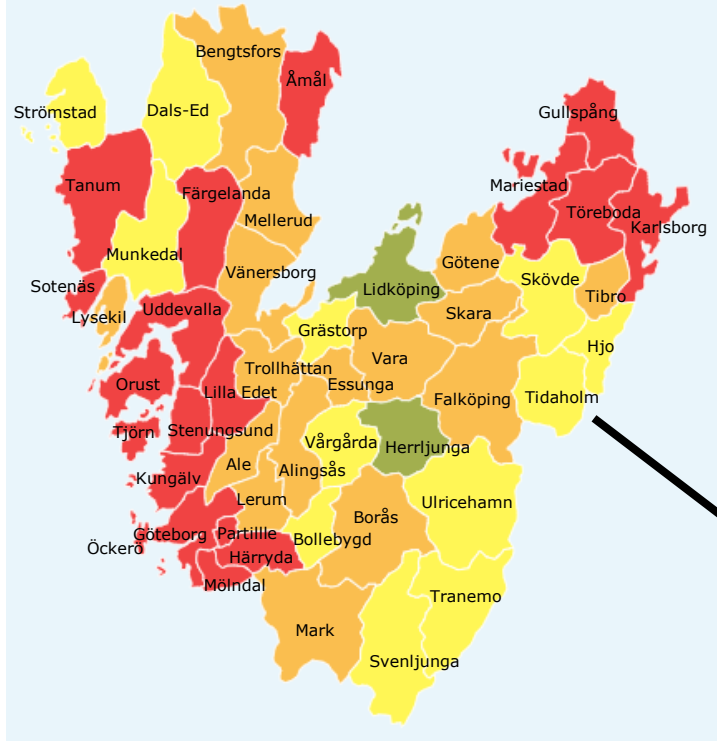 Bengtsfors
Åmål
Dals-Ed
Strömstad
Gullspång
Tanum
Färgelanda
Mariestad
Töreboda
Karlsborg
Mellerud
Munkedal
Götene
Vänersborg
Skövde
Sotenäs
Lidköping
Tibro
Uddevalla
Lysekil
Skara
Grästorp
Hjo
Vara
Trollhättan
Orust
Essunga
Lilla Edet
Falköping
Tidaholm
Tjörn
Stenungsund
Vårgårda
Herrljunga
Ale
Alingsås
Kungälv
Lerum
Ulricehamn
Borås
Göteborg
Partillle
Bollebygd
Öckerö
Härryda
Mölndal
Tranemo
Mark
Svenljunga